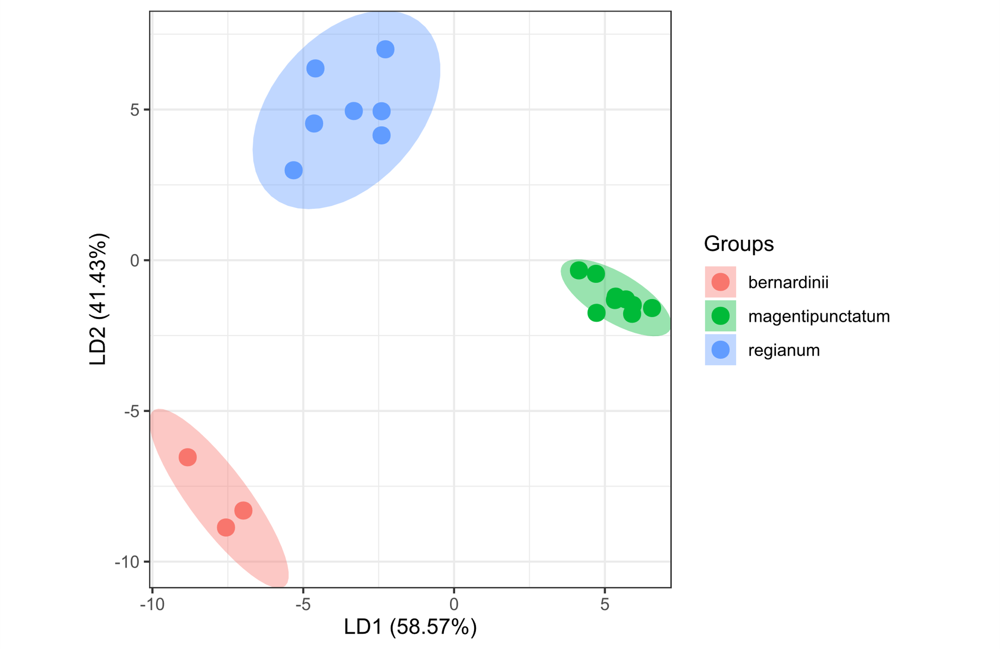 5
0
-5
-10
LD2 (41.43%)
-10 -5 0 5
LD1 (58.57%)
Groups
bernardinii
magentipunctatum
regianum